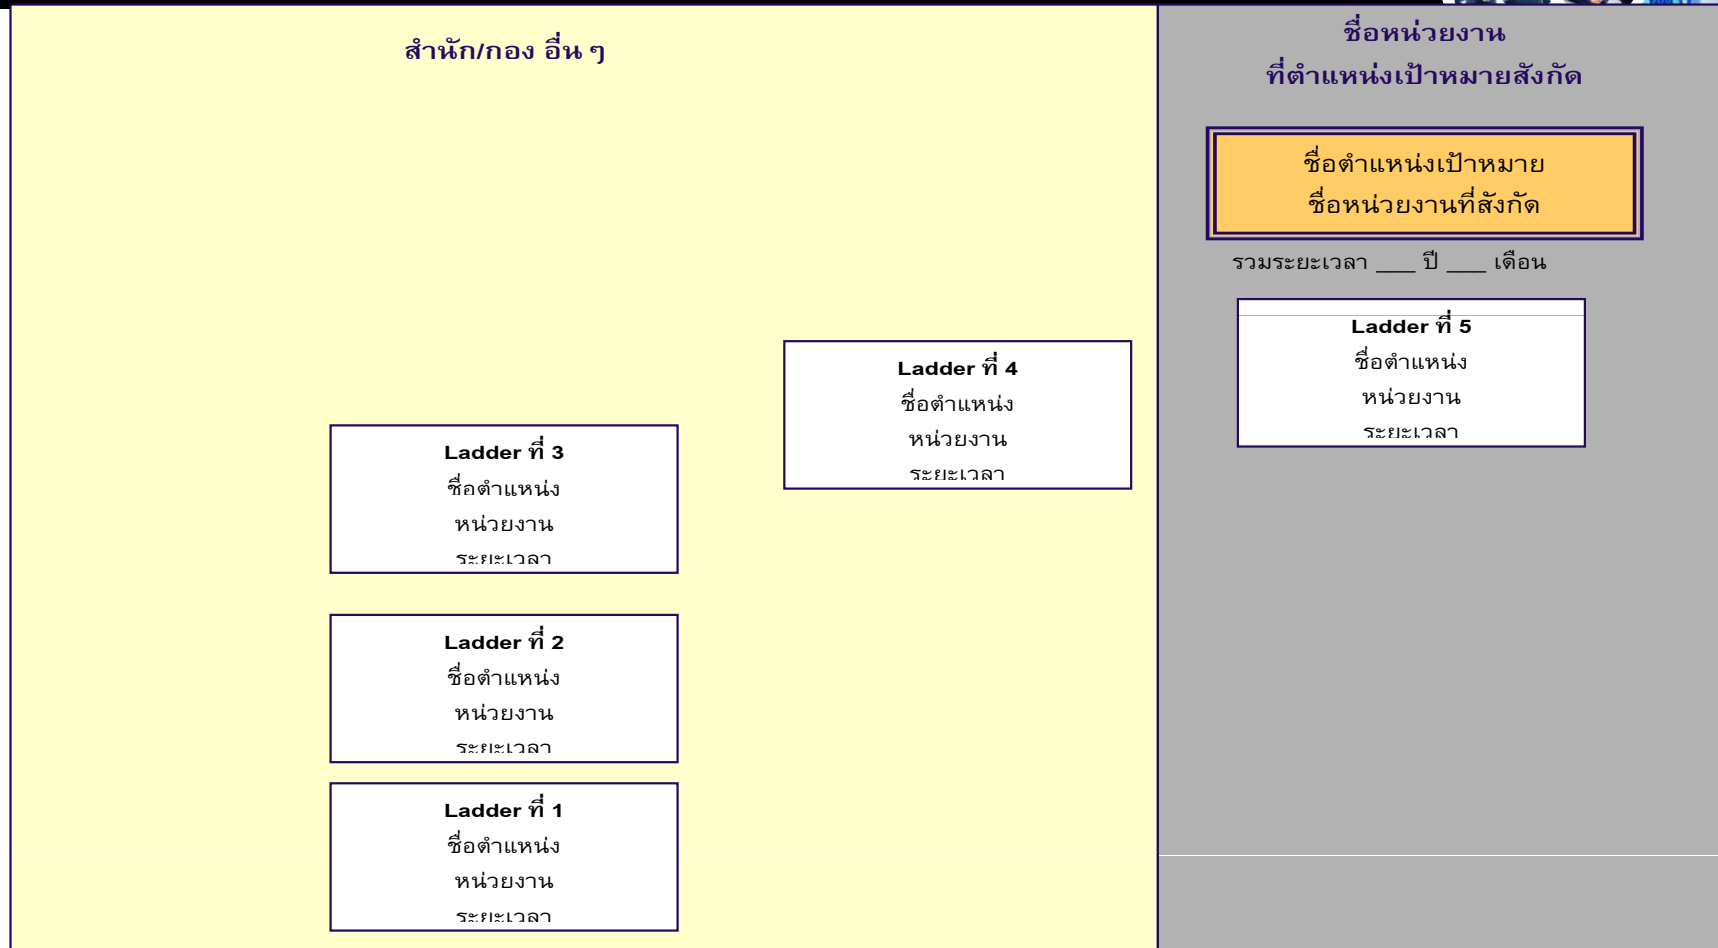 สำนัก/กอง อื่น ๆ
ชื่อหน่วยงาน
ที่ตำแหน่งเป้าหมายสังกัด
ชื่อตำแหน่งเป้าหมาย
ชื่อหน่วยงานที่สังกัด
รวมระยะเวลา ___ ปี ___ เดือน
Ladder ที่ 5
ชื่อตำแหน่ง
หน่วยงาน
ระยะเวลา
Ladder ที่ 4
ชื่อตำแหน่ง
หน่วยงาน
ระยะเวลา
Ladder ที่ 3
ชื่อตำแหน่ง
หน่วยงาน
ระยะเวลา
Ladder ที่ 2
ชื่อตำแหน่ง
หน่วยงาน
ระยะเวลา
Ladder ที่ 1
ชื่อตำแหน่ง
หน่วยงาน
ระยะเวลา